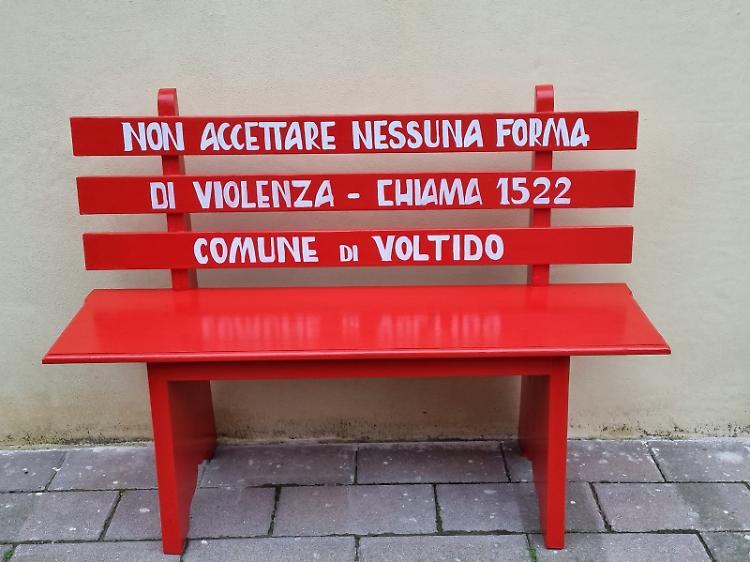 NON ACCETTARE NESSUNA FORMA
DI VIOLENZA - CHIAMA 1522
COMUNE DI VOLTIDO